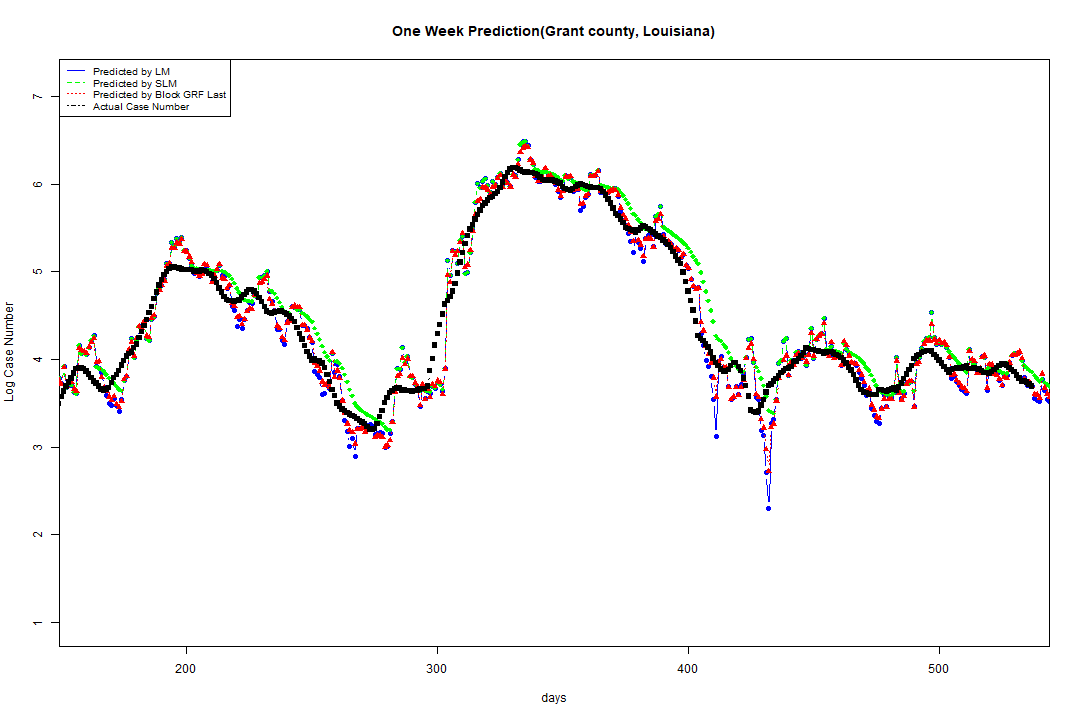 One Week Prediction(Grant county, Louisiana)
Predicted by LM
Predicted by SLM
Predicted by Block GRF Last
Actual Case Number
7
6
5
4
3
2
1
Log Case Number
200
300
400
500
days